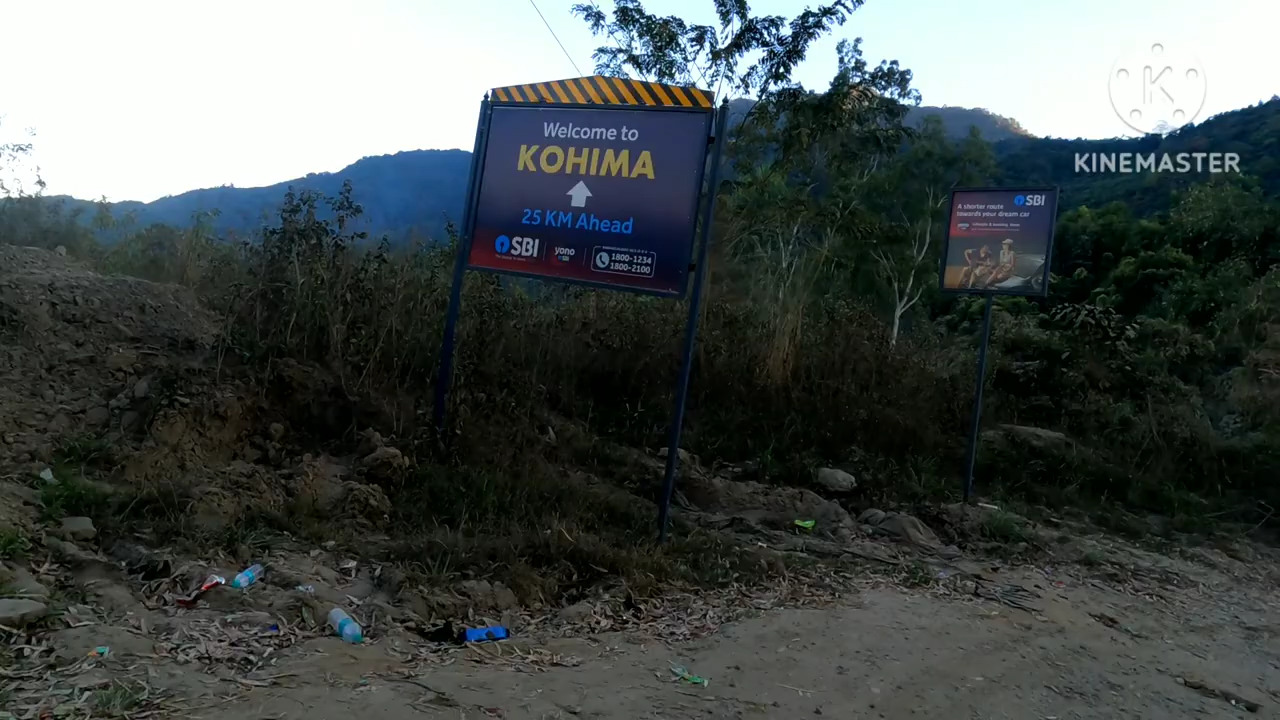 Welcome to
KOHIMA
25 KM Ahead
SBI
yono
SBI
1800-1234
1800-2100
SBI
A shorter route
towards your dream car
KINEMASTER